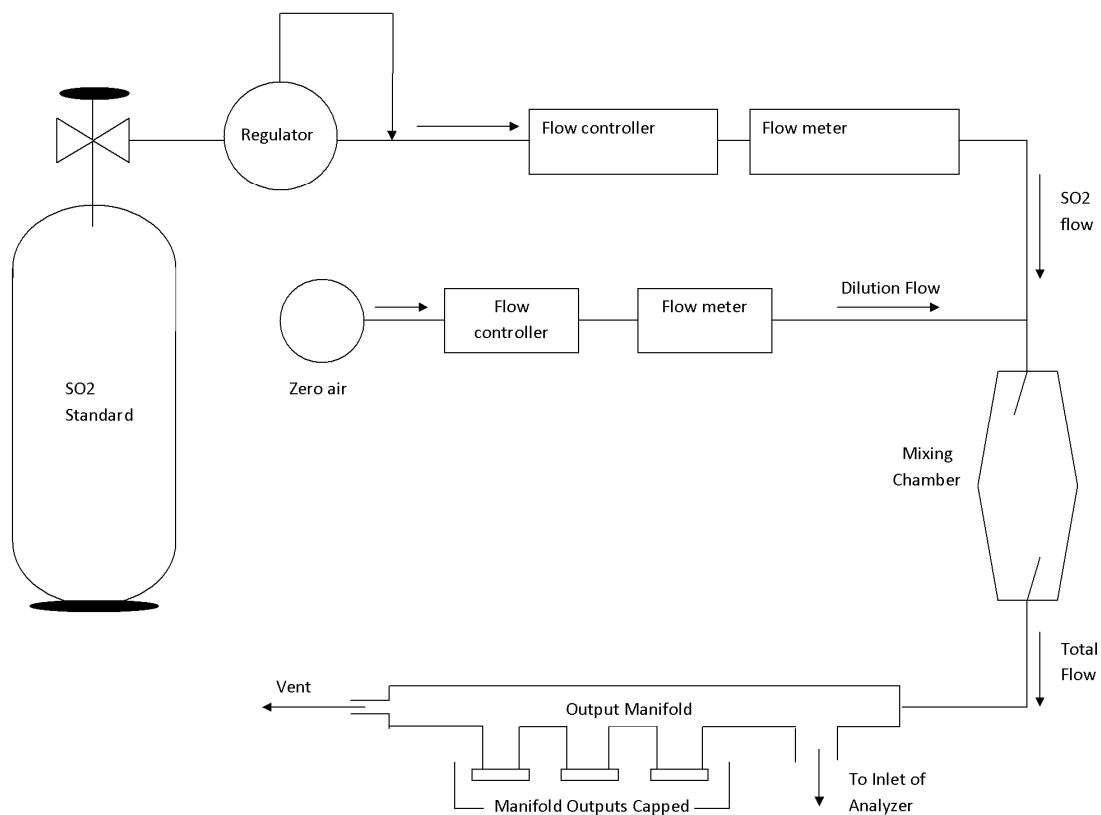 Regulator
Flow controller
Flow meter
SO2
flow
Dilution Flow
Flow
controller
Flow meter
Zero air
SO2
Standard
Mixing
Chamber
Total
Flow
Vent
Output Manifold
To Inlet of
Analyzer
Manifold Outputs Capped